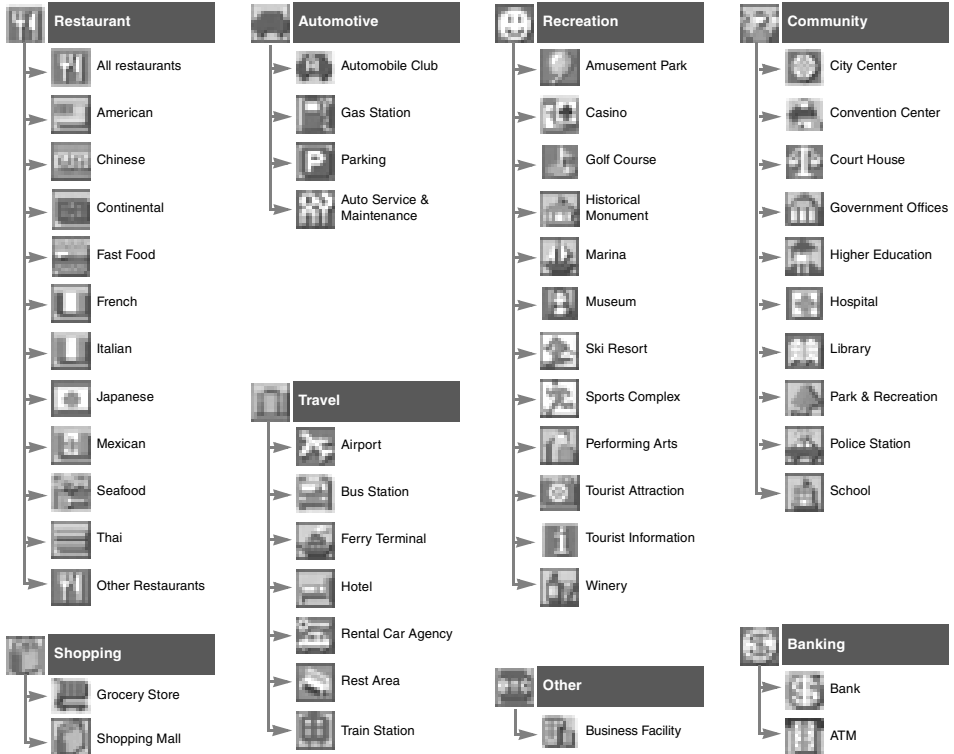 Restaurant
All restaurants
American
Chinese
Continental
Fast Food
French
Italian
Japanese
Mexican
Seafood
Thai
Other Restaurants
Shopping
Grocery Store
Shopping Mall
Automotive
Automobile Club
Gas Station
Parking
Auto Service &
Maintenance
Travel
Airport
Bus Station
Ferry Terminal
Hotel
Rental Car Agency
Rest Area
Train Station
Recreation
Amusement Park
Casino
Golf Course
Historical
Monument
Marina
Museum
Ski Resort
Sports Complex
Performing Arts
Tourist Attraction
Tourist Information
Winery
Other
Business Facility
Community
City Center
Convention Center
Court House
Government Offices
Higher Education
Hospital
Library
Park & Recreation
Police Station
School
Banking
Bank
ATM